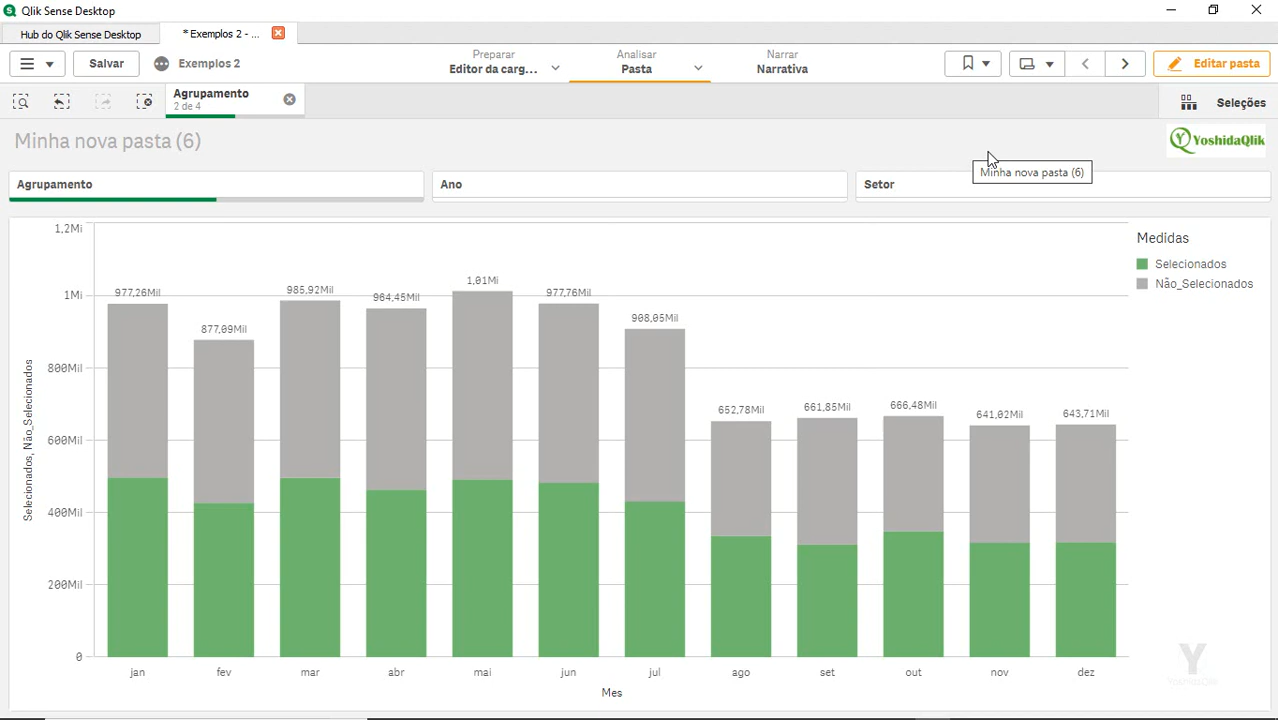 Qlik Sense Desktop
Hub do Qlik Sense Desktop
* Exemplos 2 - ...
Salvar
Exemplos 2
Preparar
Editor da carg...
Analisar
Pasta
Narrar
Narrativa
Editar pasta
Agrupamento
2 de 4
Seleções
Minha nova pasta (6)
YoshidaQlik
Minha nova pasta (6)
Agrupamento
Ano
Setor
Medidas
Selecionados
Não_Selecionados
Selecionados, Não_Selecionados
1,2Mi
1Mi
800Mil
600Mil
400Mil
200Mil
0
977,26Mil
877,09Mil
985,92Mil
964,45Mil
1,01Mi
977,76Mil
908,05Mil
652,78Mil
661,85Mil
666,48Mil
641,02Mil
643,71Mil
jan
fev
mar
abr
mai
jun
jul
ago
set
out
nov
dez
Mes
Y
YoshidaQlik